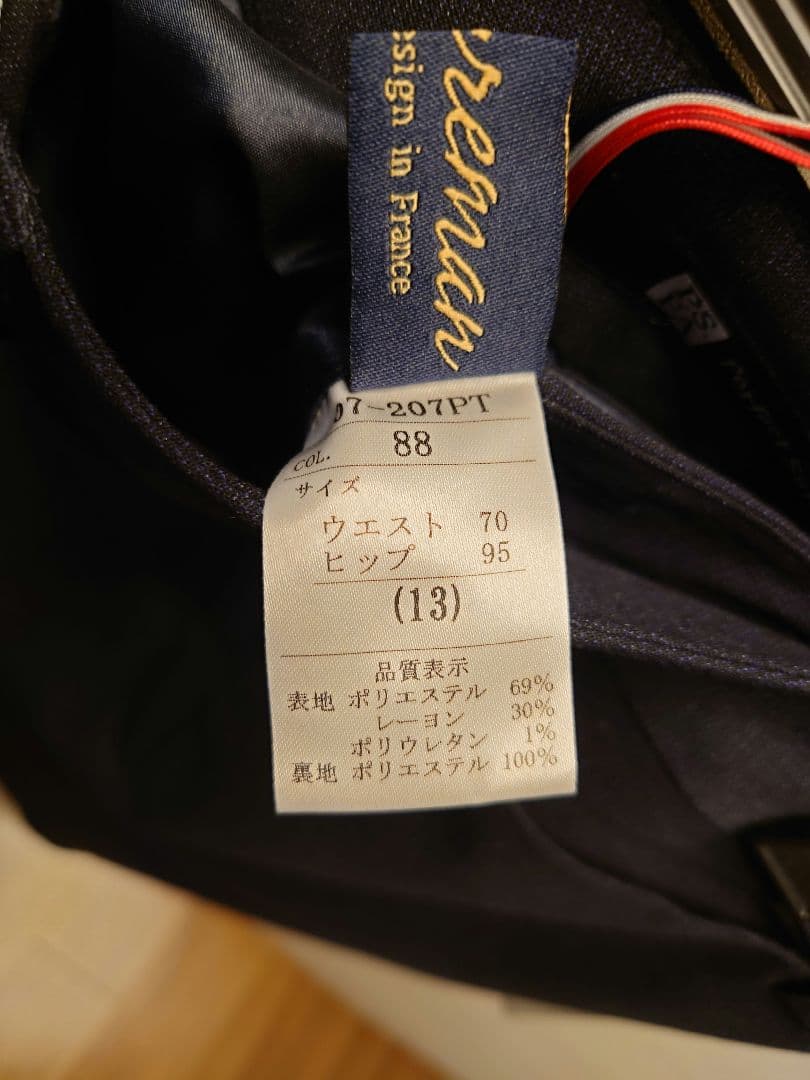 reman
sign in France
07-207PT
COL. 88
サイズ
ウエスト 70
ヒップ 95
(13)
品質表示
表地 ポリエステル 69%
レーヨン 30%
ポリウレタン 1%
裏地 ポリエステル 100%